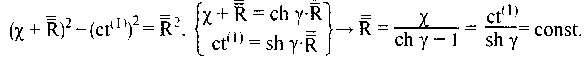 (χ + R̿)² – (ct⁽¹⁾)² = R̿². { χ + R̿ = ch γ·R̿ ; ct⁽¹⁾ = sh γ·R̿ } → R̿ = χ / (ch γ – 1) = ct⁽¹⁾ / sh γ = const.